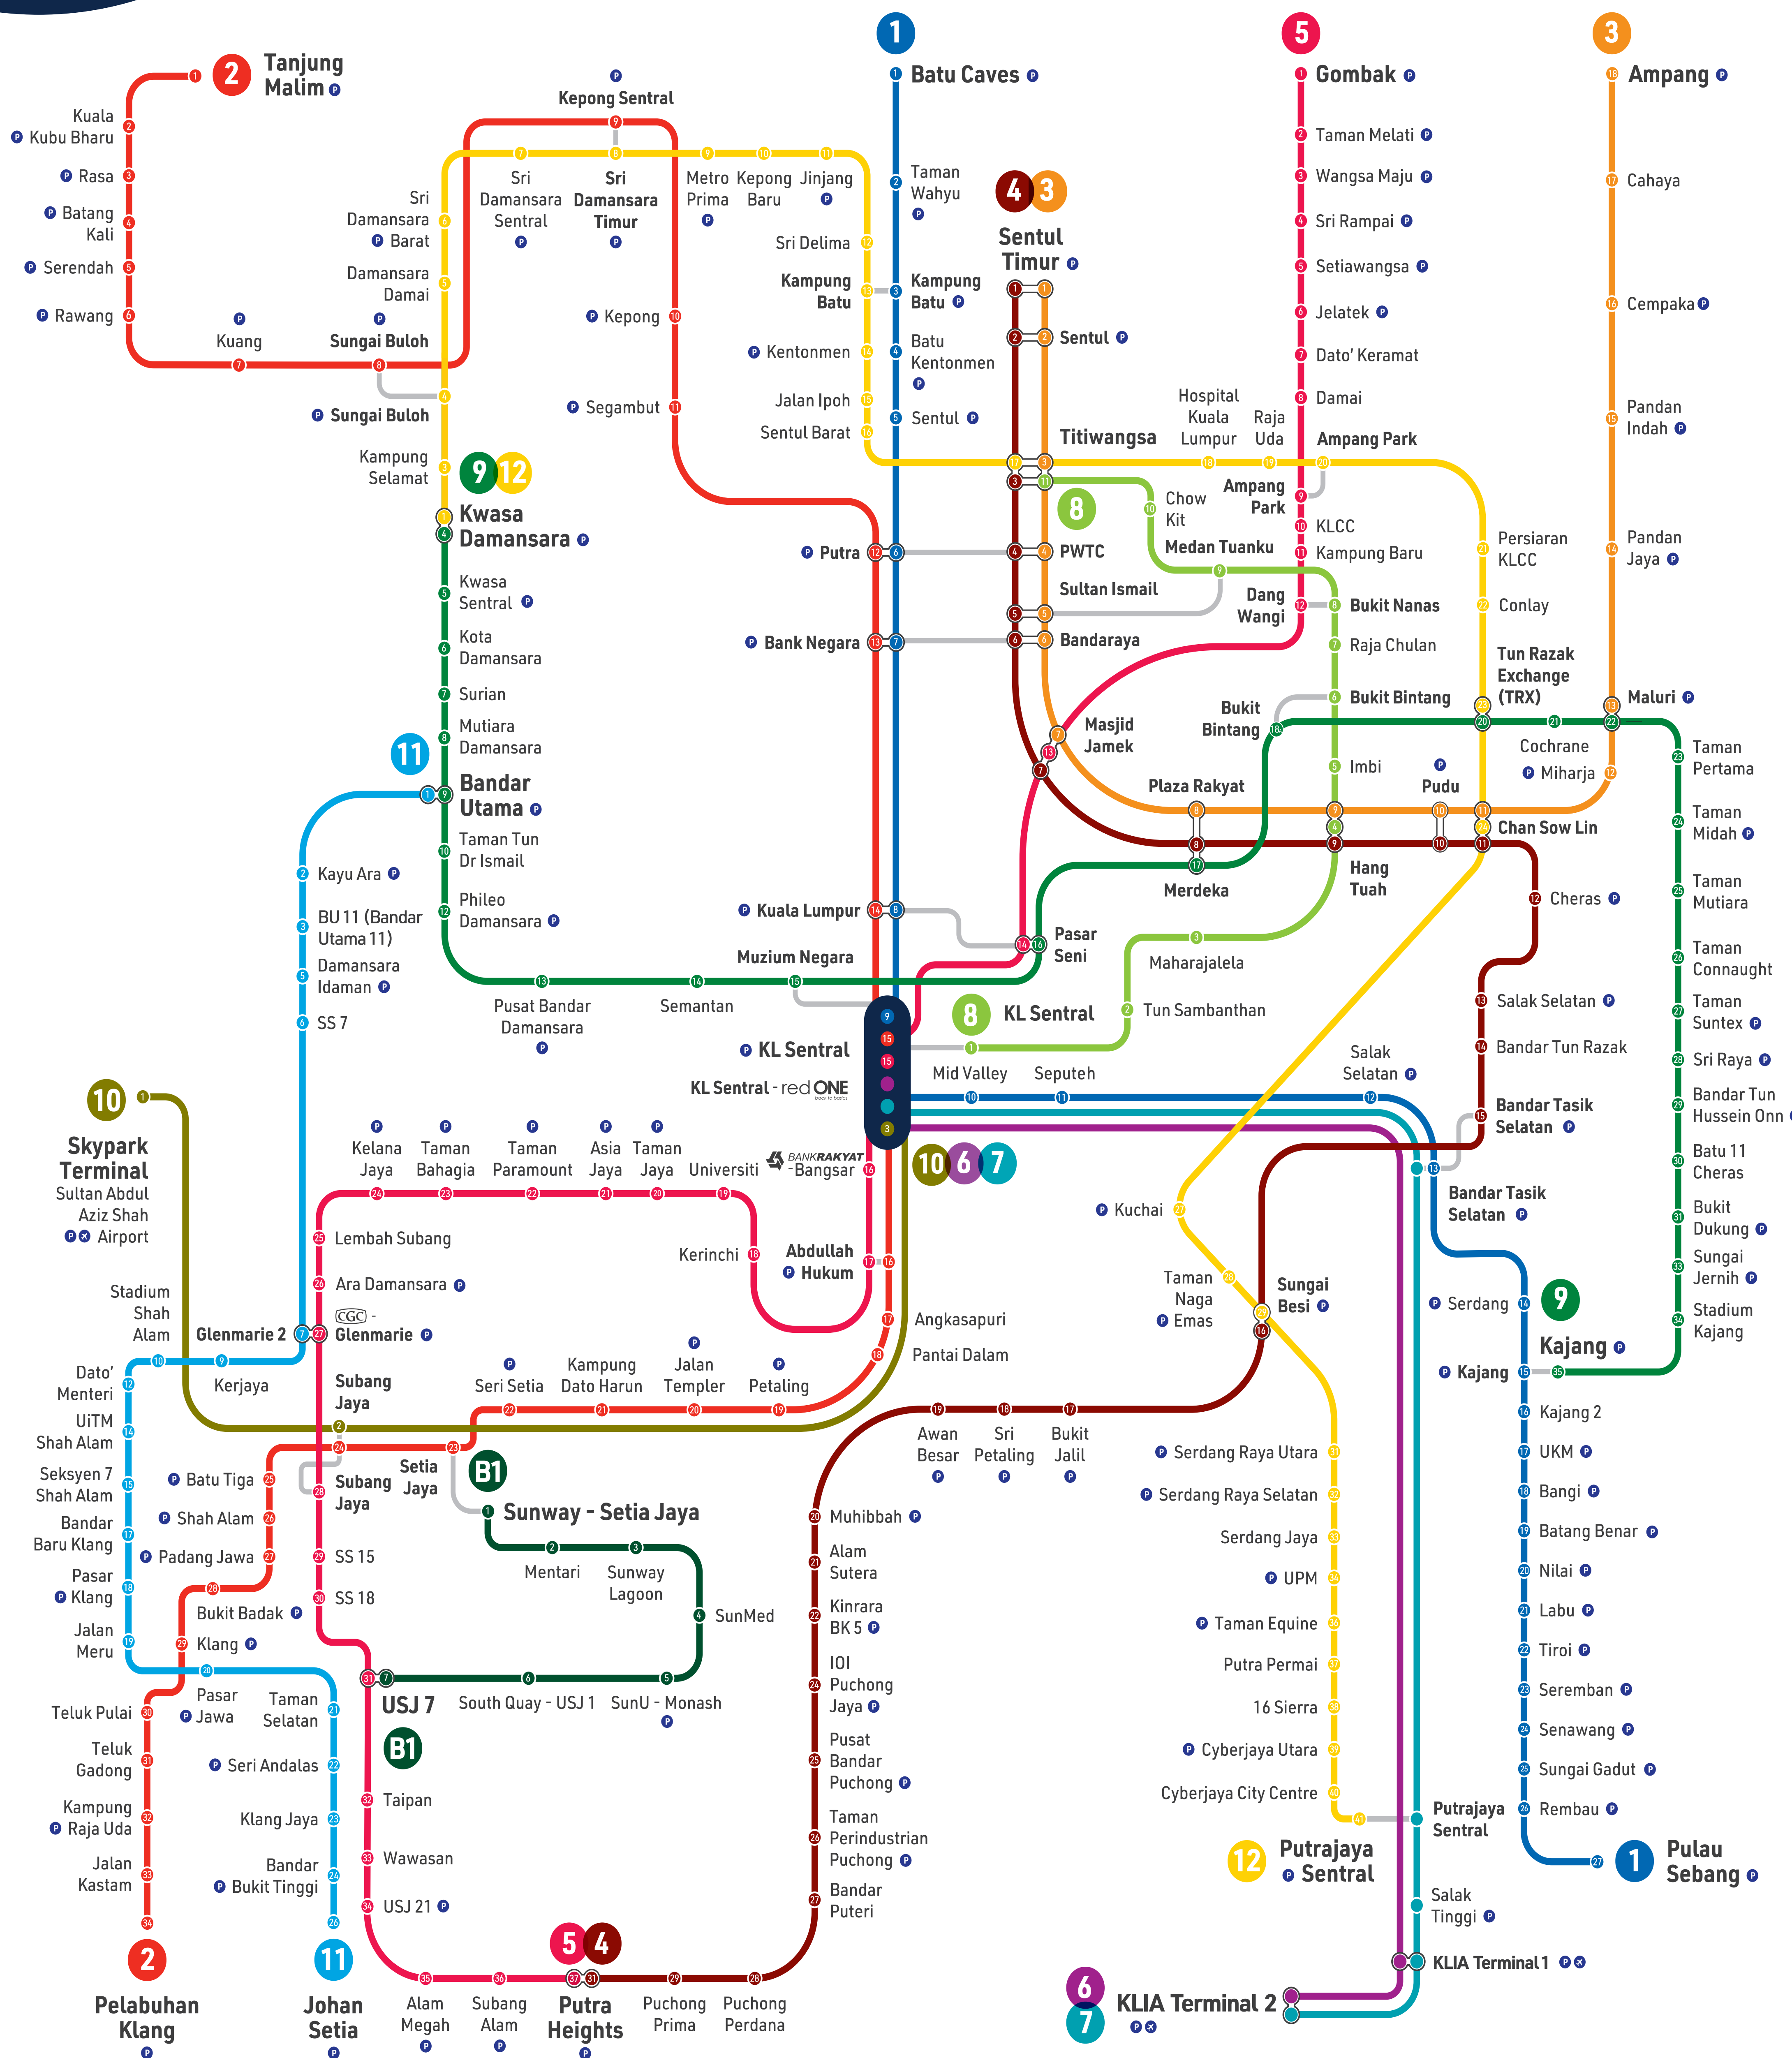 1
5
3
2
Tanjung
Malim
Batu Caves
Gombak
Ampang
Kuala
Kubu Bharu
Rasa
Batang
Kali
Serendah
Rawang
Kuang
Sungai Buloh
Sungai Buloh
Kepong Sentral
Sri
Damansara
Barat
Damansara
Damai
Kampung
Selamat
Sri
Damansara
Sentral
Sri
Damansara
Timur
Metro
Prima
Kepong
Baru
Jinjang
Kepong
Segambut
Sri Delima
Kampung
Batu
Kentonmen
Jalan Ipoh
Sentul Barat
Taman
Wahyu
Kampung
Batu
Batu
Kentonmen
Sentul
4
3
Sentul
Timur
Sentul
Titiwangsa
8
PWTC
Sultan Ismail
Bandaraya
Putra
Bank Negara
Taman Melati
Wangsa Maju
Sri Rampai
Setiawangsa
Jelatek
Dato' Keramat
Damai
Hospital
Kuala
Lumpur
Raja
Uda
Ampang Park
Ampang
Park
KLCC
Kampung Baru
Chow
Kit
Medan Tuanku
Dang
Wangi
Bukit Nanas
Raja Chulan
Bukit Bintang
Bukit
Bintang
Imbi
Persiaran
KLCC
Conlay
Tun Razak
Exchange
(TRX)
Cahaya
Cempaka
Pandan
Indah
Pandan
Jaya
Maluri
Cochrane
Miharja
Masjid
Jamek
Plaza Rakyat
Pudu
Chan Sow Lin
Merdeka
Hang
Tuah
Cheras
Taman
Pertama
Taman
Midah
Taman
Mutiara
Taman
Connaught
Taman
Suntex
Sri Raya
Bandar Tun
Hussein Onn
Batu 11
Cheras
Bukit
Dukung
Sungai
Jernih
Stadium
Kajang
9
12
Kwasa
Damansara
Kwasa
Sentral
Kota
Damansara
Surian
Mutiara
Damansara
11
Bandar
Utama
Taman Tun
Dr Ismail
Phileo
Damansara
Kayu Ara
BU 11 (Bandar
Utama 11)
Damansara
Idaman
SS 7
Pusat Bandar
Damansara
Semantan
Muzium Negara
Kuala Lumpur
Pasar
Seni
Maharajalela
Tun Sambanthan
8
KL Sentral
KL Sentral
KL Sentral - redONE
back to basics
10
6
7
Mid Valley
Seputeh
Salak
Selatan
Salak Selatan
Bandar Tun Razak
Bandar Tasik
Selatan
Bandar Tasik
Selatan
10
Skypark
Terminal
Sultan Abdul
Aziz Shah
Airport
Kelana
Jaya
Taman
Bahagia
Taman
Paramount
Asia
Jaya
Taman
Jaya
Universiti
BANKRAKYAT
-Bangsar
Lembah Subang
Ara Damansara
CGC -
Glenmarie
Glenmarie 2
Kerinchi
Abdullah
Hukum
Angkasapuri
Pantai Dalam
Kuchai
Taman
Naga
Emas
Sungai
Besi
Serdang
9
Kajang
Kajang
Kajang 2
UKM
Bangi
Batang Benar
Nilai
Labu
Tiroi
Seremban
Senawang
Sungai Gadut
Rembau
1
Pulau
Sebang
Stadium
Shah
Alam
Kerjaya
Dato'
Menteri
UiTM
Shah Alam
Seksyen 7
Shah Alam
Bandar
Baru Klang
Pasar
Klang
Jalan
Meru
Subang
Jaya
Seri Setia
Kampung
Dato Harun
Jalan
Templer
Petaling
Subang
Jaya
Setia
Jaya
Batu Tiga
Shah Alam
Padang Jawa
Bukit Badak
Klang
Teluk Pulai
Teluk
Gadong
Kampung
Raja Uda
Jalan
Kastam
2
Pelabuhan
Klang
B1
Sunway - Setia Jaya
Mentari
Sunway
Lagoon
SunMed
SunU - Monash
South Quay - USJ 1
USJ 7
B1
SS 15
SS 18
Pasar
Jawa
Taman
Selatan
Seri Andalas
Klang Jaya
Bandar
Bukit Tinggi
11
Johan
Setia
Taipan
Wawasan
USJ 21
Alam
Megah
Subang
Alam
5
4
Putra
Heights
Puchong
Prima
Puchong
Perdana
Awan
Besar
Sri
Petaling
Bukit
Jalil
Muhibbah
Alam
Sutera
Kinrara
BK 5
IOI
Puchong
Jaya
Pusat
Bandar
Puchong
Taman
Perindustrian
Puchong
Bandar
Puteri
Serdang Raya Utara
Serdang Raya Selatan
Serdang Jaya
UPM
Taman Equine
Putra Permai
16 Sierra
Cyberjaya Utara
Cyberjaya City Centre
12
Putrajaya
Sentral
Putrajaya
Sentral
Salak
Tinggi
KLIA Terminal 1
6
7
KLIA Terminal 2